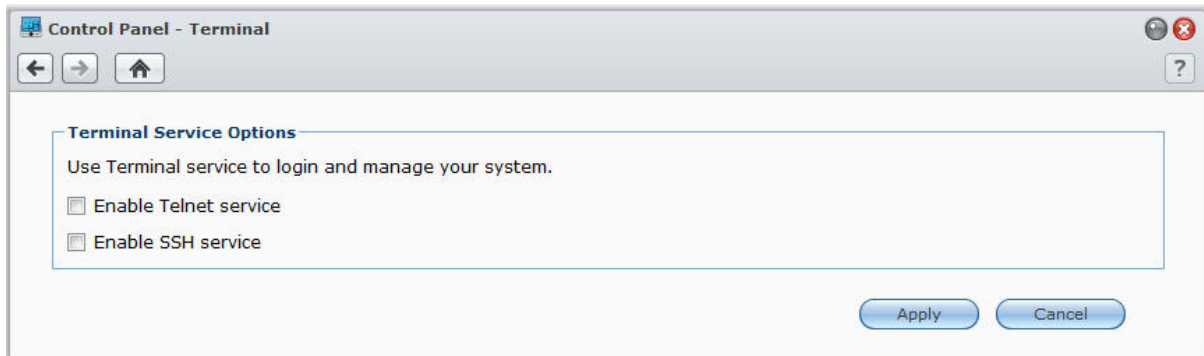 Control Panel - Terminal
?
Terminal Service Options
Use Terminal service to login and manage your system.
Enable Telnet service
Enable SSH service
Apply Cancel